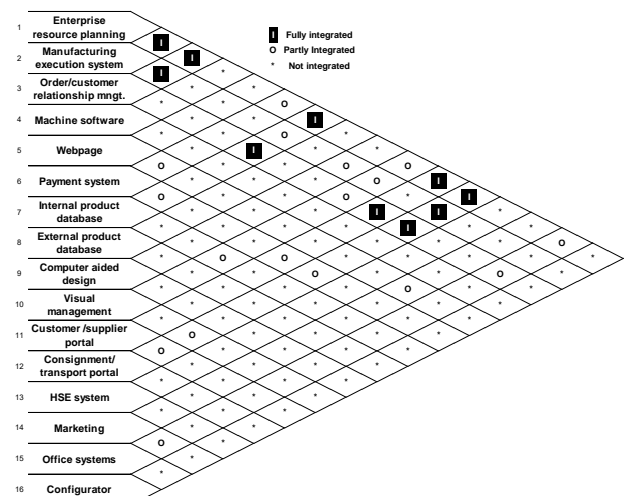 1 Enterprise resource planning
2 Manufacturing execution system
3 Order/customer relationship mngt.
4 Machine software
5 Webpage
6 Payment system
7 Internal product database
8 External product database
9 Computer aided design
10 Visual management
11 Customer /supplier portal
12 Consignment/ transport portal
13 HSE system
14 Marketing
15 Office systems
16 Configurator
I Fully integrated
O Partly Integrated
* Not integrated
I
I
I *
* *
* * O
* * I
* * O *
* I * *
O * * O O
* * * O I
O * * O * I
* * * I I *
* * * * I * *
* * * * * * O
* O O * * * * *
* * O * * O *
* * * * O * *
* * * * * *
* * * * * *
O * * * *
O * * * *
* * * *
* * * *
* * *
* * *
* *
O *
*
*